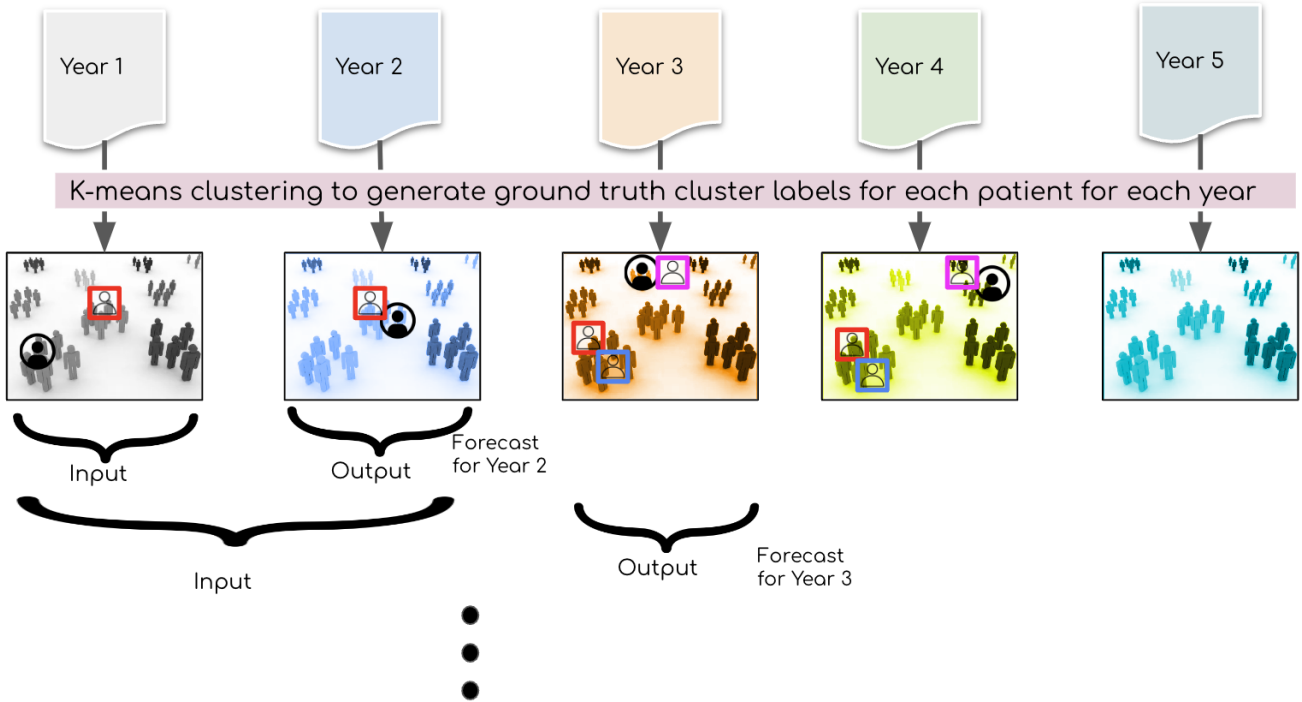 Year 1
Year 2
Year 3
Year 4
Year 5
K-means clustering to generate ground truth cluster labels for each patient for each year
Input
Output
Forecast
for Year 2
Input
Output
Forecast
for Year 3